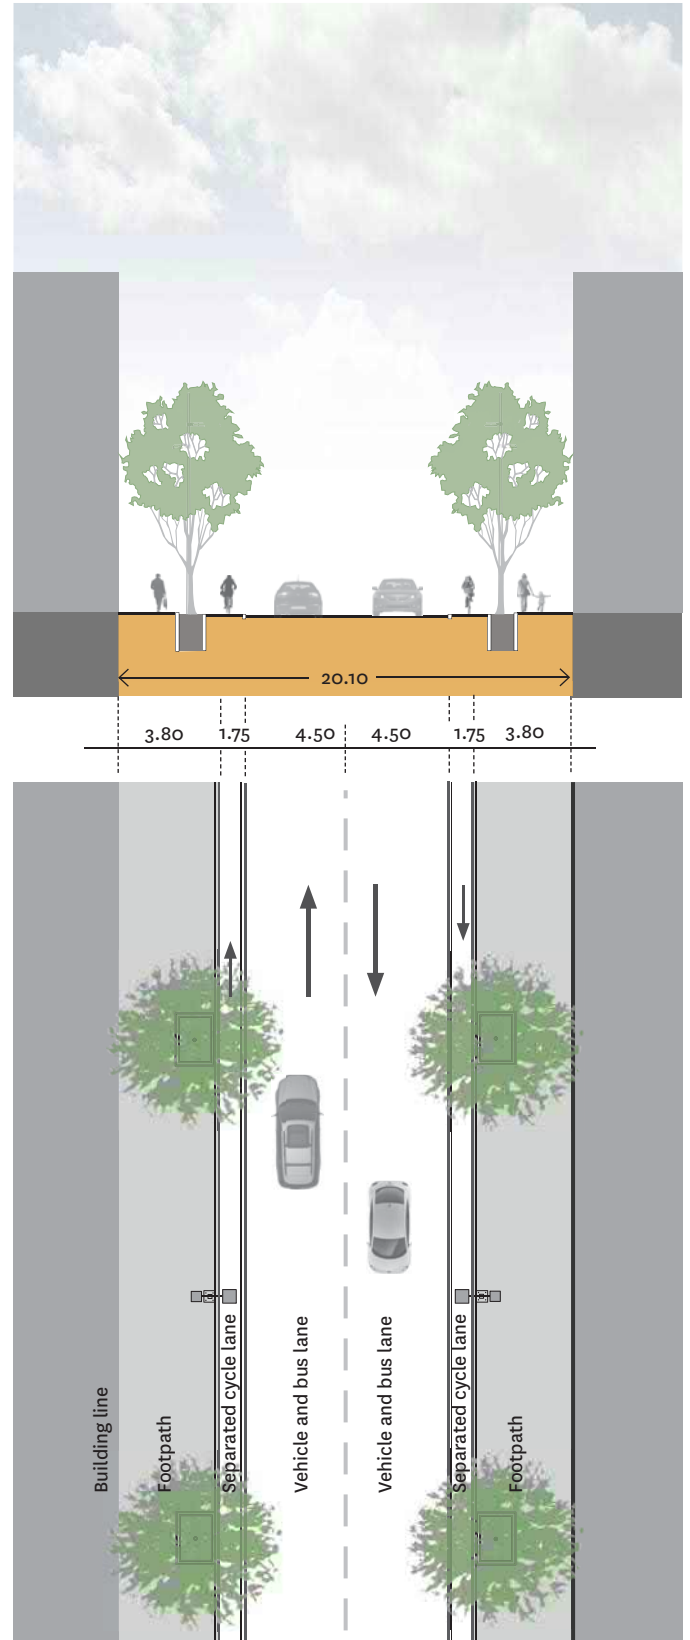 20.10
3.80 1.75 4.50 4.50 1.75 3.80
Building line
Footpath
Separated cycle lane
Vehicle and bus lane
Vehicle and bus lane
Separated cycle lane
Footpath